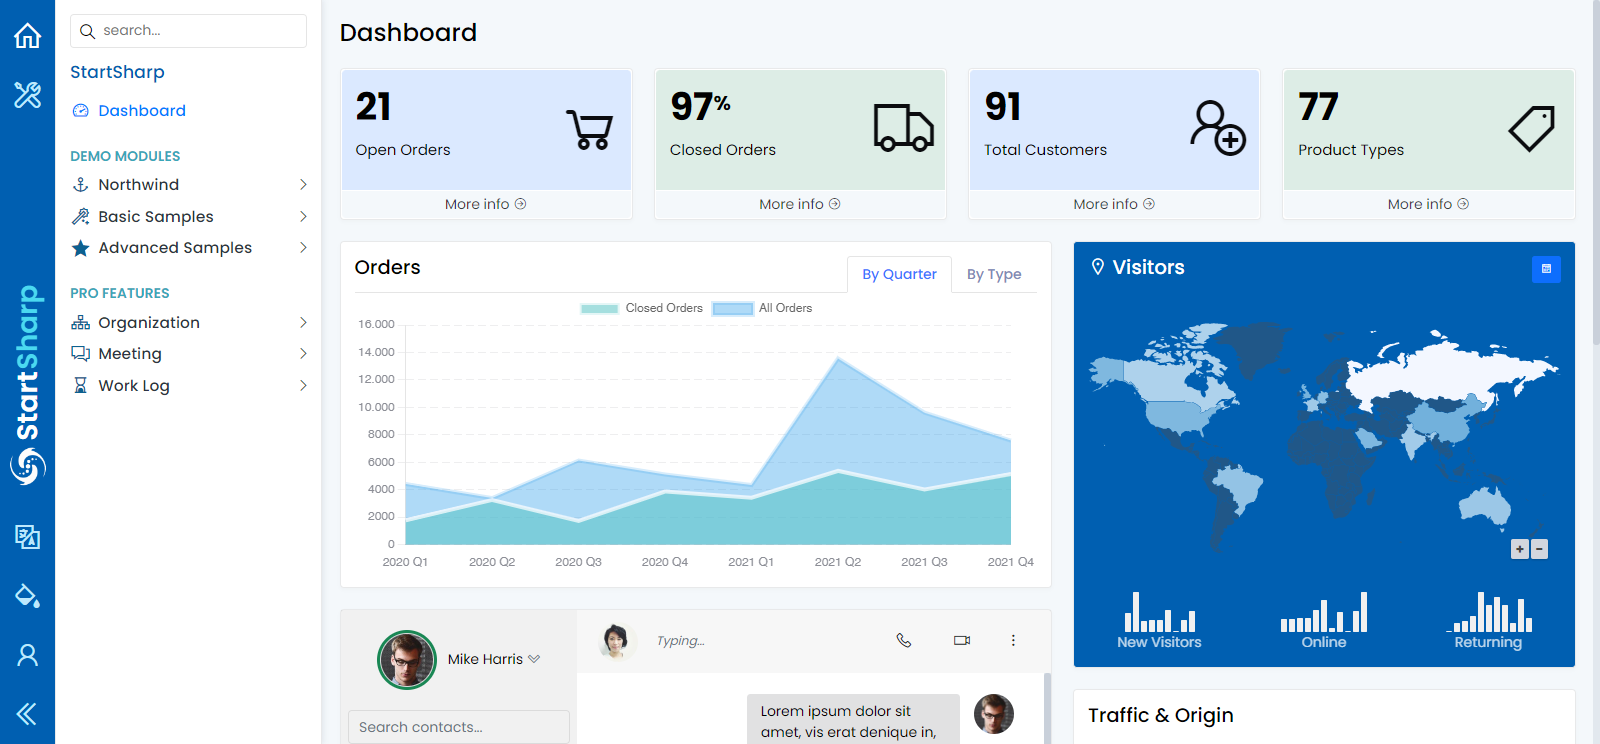 search...
StartSharp
Dashboard
DEMO MODULES
Northwind
Basic Samples
Advanced Samples
PRO FEATURES
Organization
Meeting
Work Log
StartSharp
Dashboard
21
Open Orders
More info
97%
Closed Orders
More info
91
Total Customers
More info
77
Product Types
More info
Orders
By Quarter
By Type
Closed Orders
All Orders
16.000
14.000
12.000
10.000
8000
6000
4000
2000
0
2020 Q1
2020 Q2
2020 Q3
2020 Q4
2021 Q1
2021 Q2
2021 Q3
2021 Q4
Visitors
+
−
New Visitors
Online
Returning
Mike Harris
Search contacts...
Typing...
Lorem ipsum dolor sit
amet, vis erat denique in,
Traffic & Origin